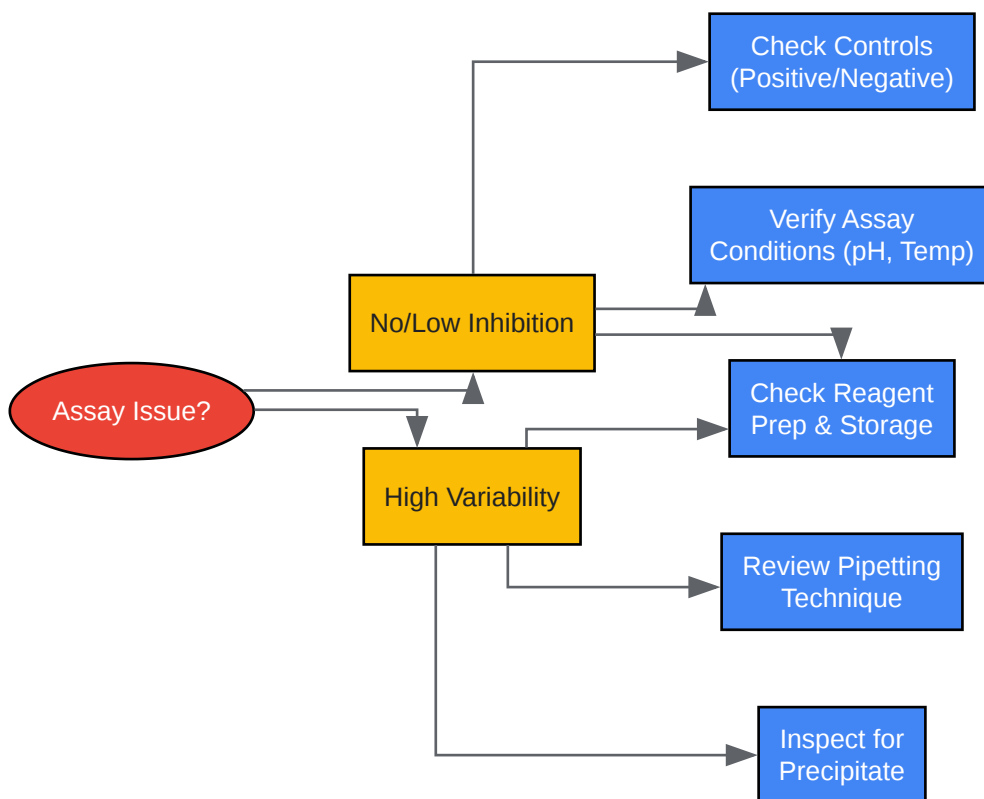 Check Controls
(Positive/Negative)
Verify Assay
Conditions (pH, Temp)
No/Low Inhibition
Assay Issue?
Check Reagent
Prep & Storage
High Variability
Review Pipetting
Technique
Inspect for
Precipitate